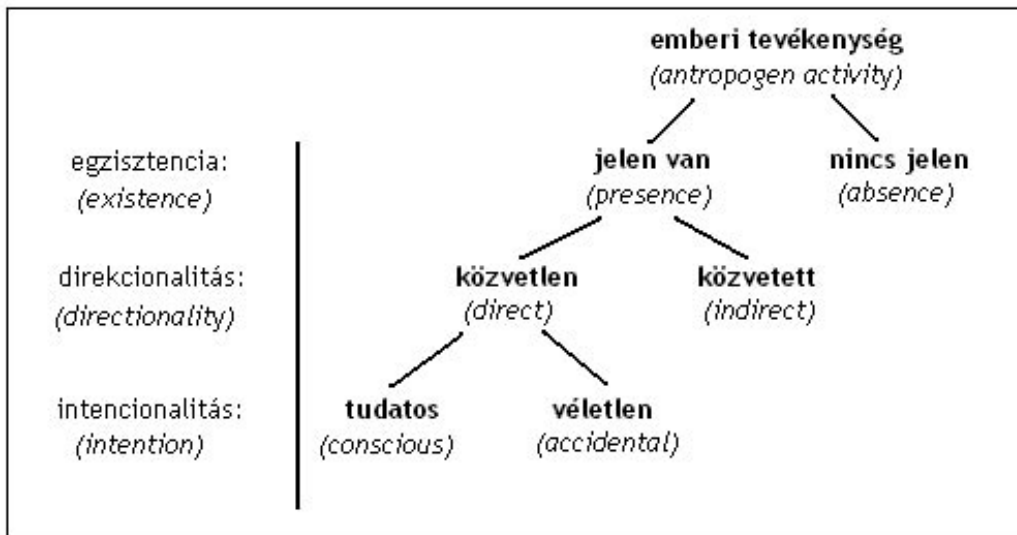 emberi tevékenység
(antropogen activity)
egzisztencia:
(existence)
jelen van
(presence)
nincs jelen
(absence)
direkcionalitás:
(directionality)
közvetlen
(direct)
közvetett
(indirect)
intencionalitás:
(intention)
tudatos
(conscious)
véletlen
(accidental)